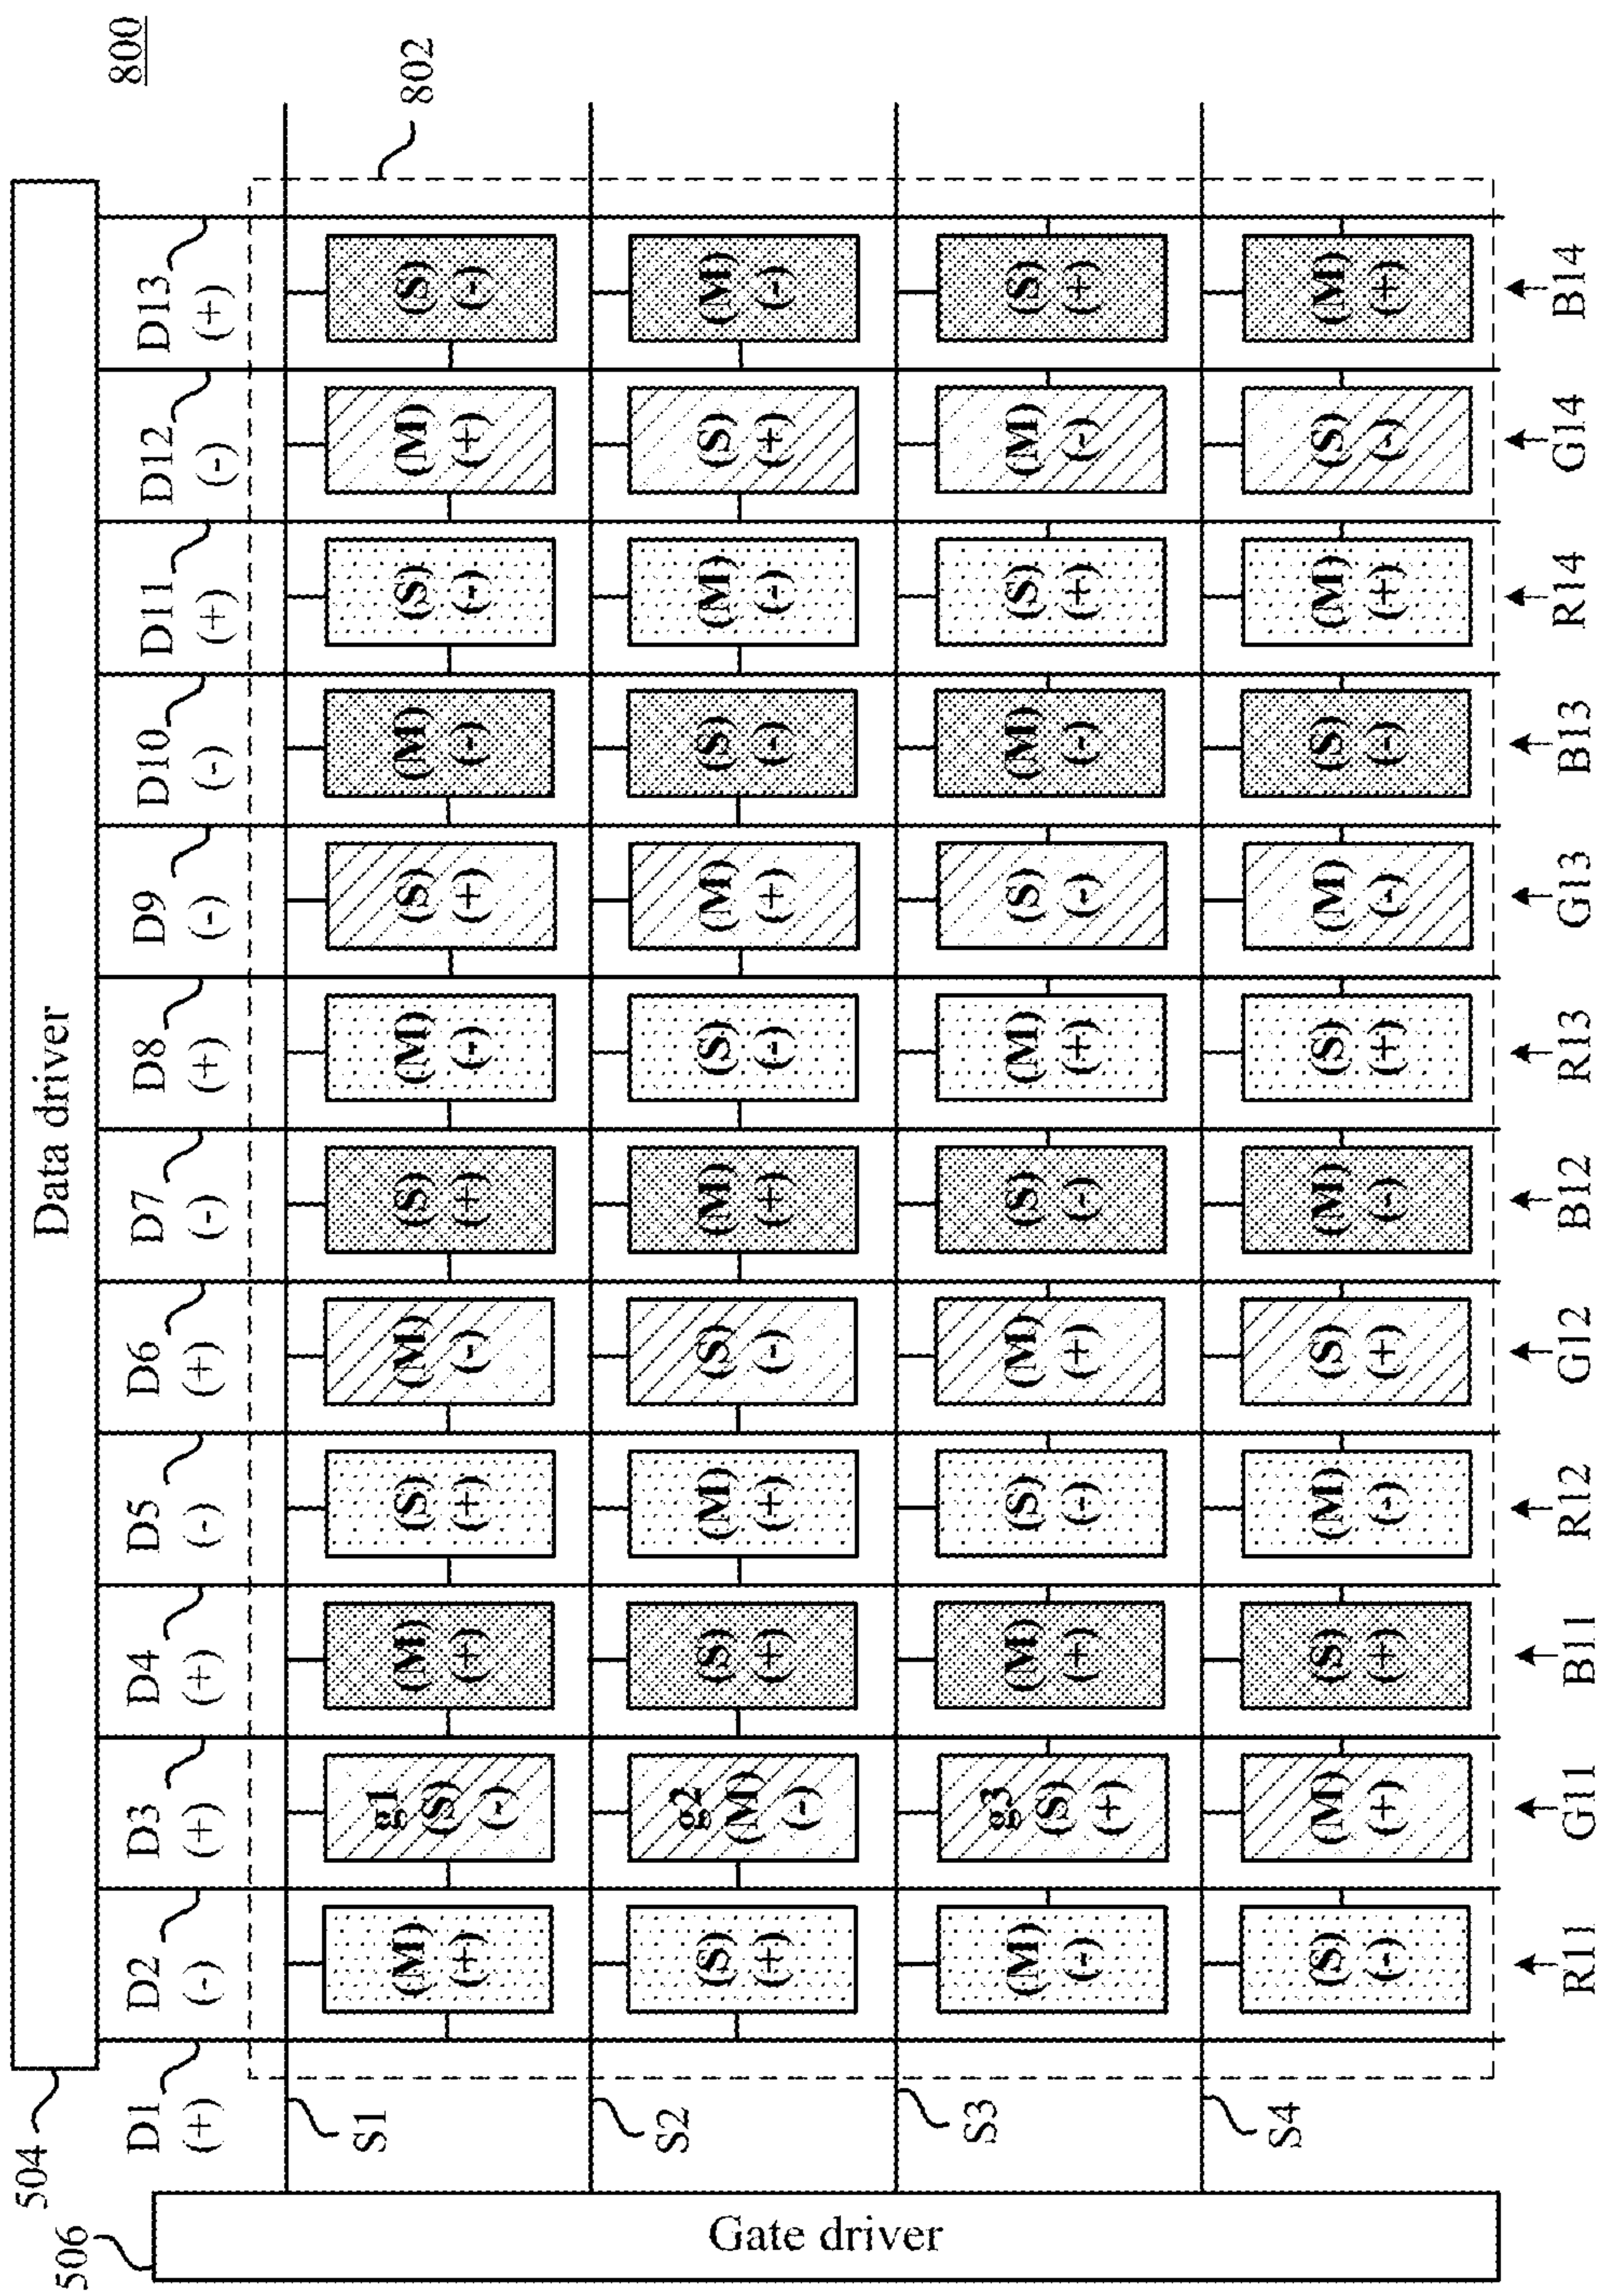 800
802
Data driver
504
D1 D2 D3 D4 D5 D6 D7 D8 D9 D10 D11 D12 D13
(+) (-) (+) (+) (-) (+) (-) (+) (-) (-) (+) (-) (+)
506
Gate driver
S1
g1
(M) (S) (M) (S) (M) (S) (M) (S) (M) (S) (M) (S)
(+) (-) (+) (+) (-) (+) (-) (+) (-) (-) (+) (-)
S2
g2
(S) (M) (S) (M) (S) (M) (S) (M) (S) (M) (S) (M)
(+) (-) (+) (+) (-) (+) (-) (+) (-) (-) (+) (-)
S3
g3
(M) (S) (M) (S) (M) (S) (M) (S) (M) (S) (M) (S)
(-) (+) (+) (-) (+) (-) (+) (-) (-) (+) (-) (+)
S4
(S) (M) (S) (M) (S) (M) (S) (M) (S) (M) (S) (M)
(-) (+) (+) (-) (+) (-) (+) (-) (-) (+) (-) (+)
R11 G11 B11 R12 G12 B12 R13 G13 B13 R14 G14 B14